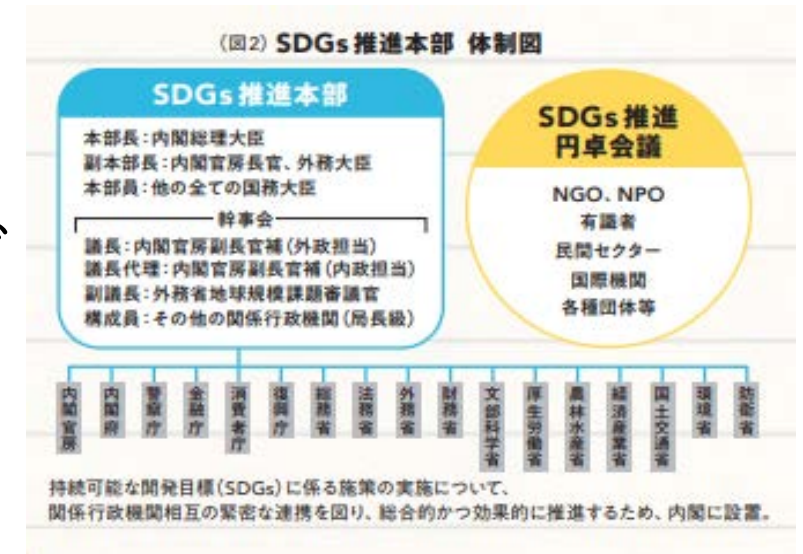 (図2) SDGs推進本部 体制図
SDGs推進本部
本部長:内閣総理大臣
副本部長:内閣官房長官、外務大臣
本部員:他の全ての国務大臣
幹事会
議長:内閣官房副長官補(外政担当)
議長代理:内閣官房副長官補(内政担当)
副議長:外務省地球規模課題審議官
構成員:その他の関係行政機関(局長級)
SDGs推進
円卓会議
NGO、NPO
有識者
民間セクター
国際機関
各種団体等
内閣官房
内閣府
警察庁
金融庁
消費者庁
復興庁
総務省
法務省
外務省
財務省
文部科学省
厚生労働省
農林水産省
経済産業省
国土交通省
環境省
防衛省
持続可能な開発目標(SDGs)に係る施策の実施について、
関係行政機関相互の緊密な連携を図り、総合的かつ効果的に推進するため、内閣に設置。